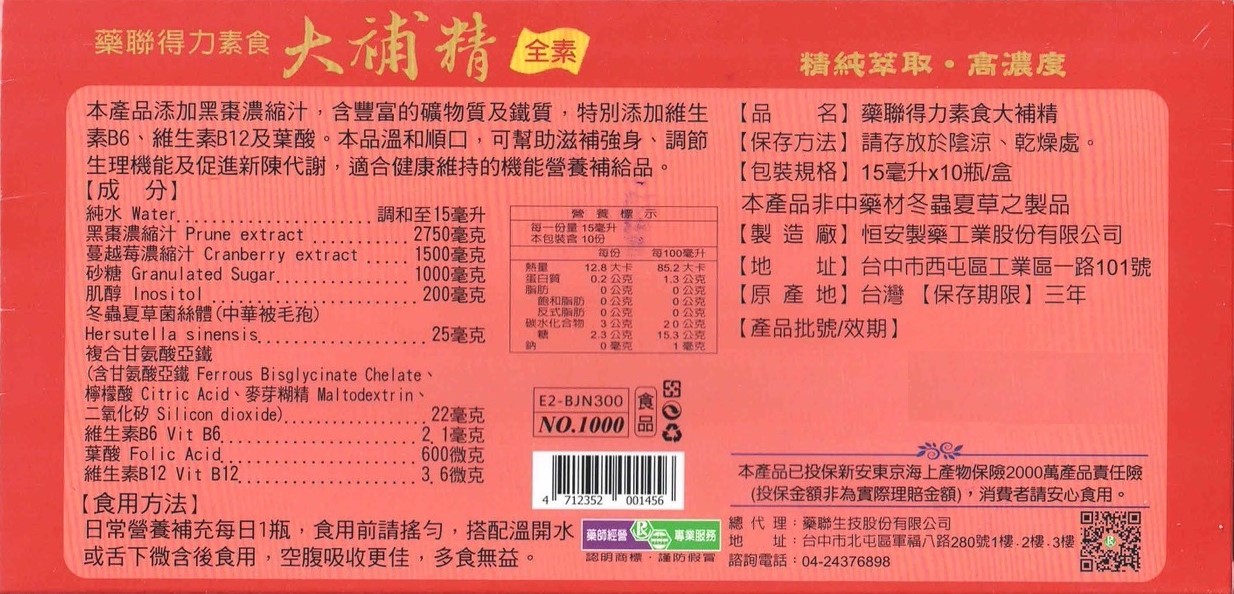 藥聯得力素食 大補精 全素
精純萃取・高濃度
本產品添加黑棗濃縮汁，含豐富的礦物質及鐵質，特別添加維生
素B6、維生素B12及葉酸。本品溫和順口，可幫助滋補強身、調節
生理機能及促進新陳代謝，適合健康維持的機能營養補給品。
【成　分】
純水 Water 調和至15毫升
黑棗濃縮汁 Prune extract 2750毫克
蔓越莓濃縮汁 Cranberry extract 1500毫克
砂糖 Granulated Sugar 1000毫克
肌醇 Inositol 200毫克
冬蟲夏草菌絲體(中華被毛孢)
Hersutella sinensis 25毫克
複合甘氨酸亞鐵
(含甘氨酸亞鐵 Ferrous Bisglycinate Chelate、
檸檬酸 Citric Acid、麥芽糊精 Maltodextrin、
二氧化矽 Silicon dioxide) 22毫克
維生素B6 Vit B6 2.1毫克
葉酸 Folic Acid 600微克
維生素B12 Vit B12 3.6微克
【食用方法】
日常營養補充每日1瓶，食用前請搖勻，搭配溫開水
或舌下微含後食用，空腹吸收更佳，多食無益。
營養標示
每一份量 15毫升
本包裝含 10份
每份 每100毫升
熱量 12.8 大卡 85.2 大卡
蛋白質 0.2 公克 1.3 公克
脂肪 0 公克 0 公克
飽和脂肪 0 公克 0 公克
反式脂肪 0 公克 0 公克
碳水化合物 3 公克 20 公克
糖 2.3 公克 15.3 公克
鈉 0 毫克 1 毫克
E2-BJN300
NO.1000
食品
4 712352 001456
藥師經營 R 專業服務
認明商標・謹防假冒
【品　名】藥聯得力素食大補精
【保存方法】請存放於陰涼、乾燥處。
【包裝規格】15毫升x10瓶/盒
本產品非中藥材冬蟲夏草之製品
【製造廠】恒安製藥工業股份有限公司
【地　址】台中市西屯區工業區一路101號
【原產地】台灣 【保存期限】三年
【產品批號/效期】
本產品已投保新安東京海上產物保險2000萬產品責任險
(投保金額非為實際理賠金額)，消費者請安心食用。
總代理：藥聯生技股份有限公司
地　址：台中市北屯區軍福八路280號1樓.2樓.3樓
諮詢電話：04-24376898